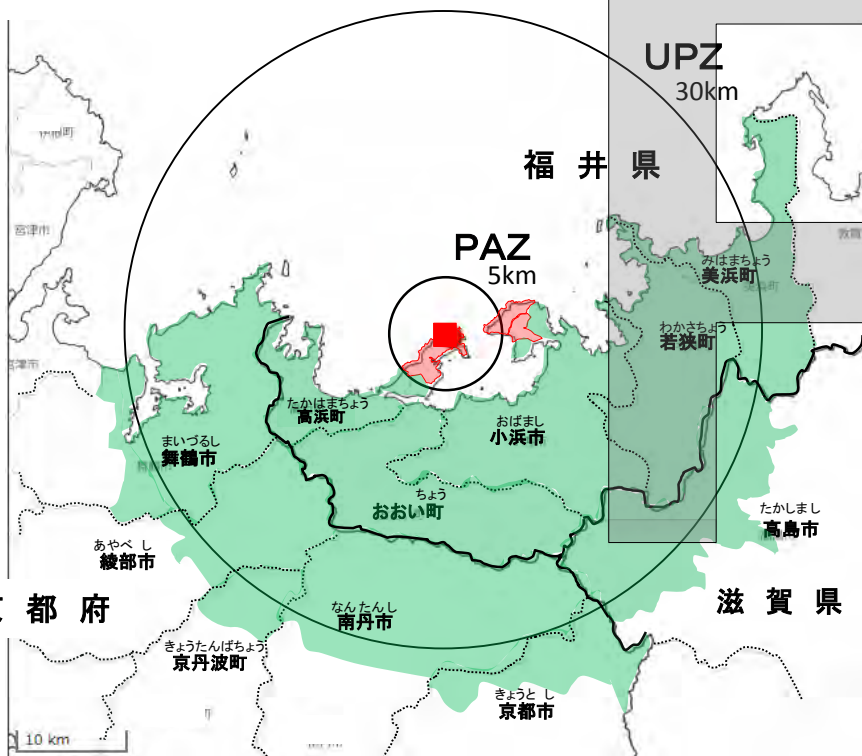 UPZ
30km
福井県
PAZ
5km
宮津市
みはまちょう
美浜町
わかさちょう
若狭町
たかはまちょう
高浜町
おばまし
小浜市
まいづるし
舞鶴市
ちょう
おおい町
たかしまし
高島市
あやべ し
綾部市
都府
滋賀県
なんたんし
南丹市
きょうたんばちょう
京丹波町
きょうと し
京都市
10 km